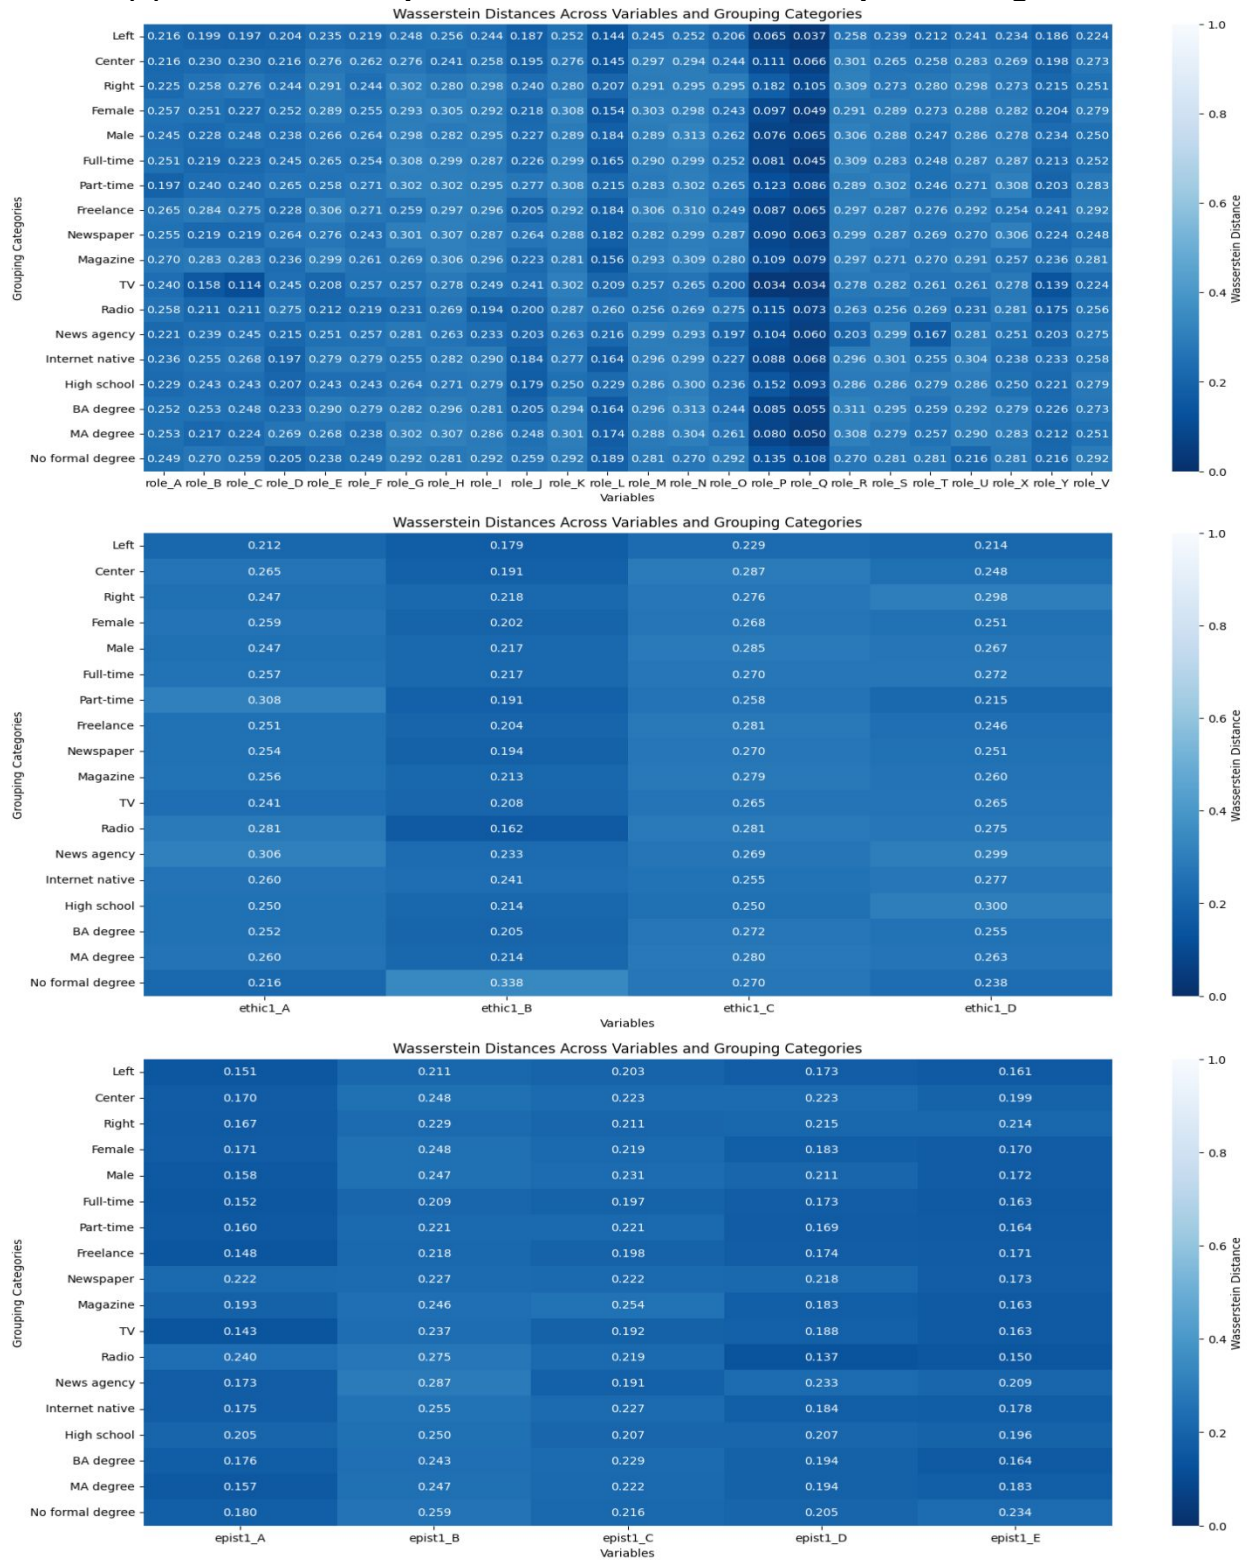 Wasserstein Distances Across Variables and Grouping Categories
Left 0.216 0.199 0.197 0.204 0.235 0.219 0.248 0.256 0.244 0.187 0.252 0.144 0.245 0.252 0.206 0.065 0.037 0.258 0.239 0.212 0.241 0.234 0.186 0.224
Center 0.216 0.230 0.230 0.216 0.276 0.262 0.276 0.241 0.258 0.195 0.276 0.145 0.297 0.294 0.244 0.111 0.066 0.301 0.265 0.258 0.283 0.269 0.198 0.273
Right 0.225 0.258 0.276 0.244 0.291 0.244 0.302 0.280 0.298 0.240 0.280 0.207 0.291 0.295 0.295 0.182 0.105 0.309 0.273 0.280 0.298 0.273 0.215 0.251
Female 0.257 0.251 0.227 0.252 0.289 0.255 0.293 0.305 0.292 0.218 0.308 0.154 0.303 0.298 0.243 0.097 0.049 0.291 0.289 0.273 0.288 0.282 0.204 0.279
Male 0.245 0.228 0.248 0.238 0.266 0.264 0.298 0.282 0.295 0.227 0.289 0.184 0.289 0.313 0.262 0.076 0.065 0.306 0.288 0.247 0.286 0.278 0.234 0.250
Full-time 0.251 0.219 0.223 0.245 0.265 0.254 0.308 0.299 0.287 0.226 0.299 0.165 0.290 0.299 0.252 0.081 0.045 0.309 0.283 0.248 0.287 0.287 0.213 0.252
Part-time 0.197 0.240 0.240 0.265 0.258 0.271 0.302 0.302 0.295 0.277 0.308 0.215 0.283 0.302 0.265 0.123 0.086 0.289 0.302 0.246 0.271 0.308 0.203 0.283
Freelance 0.265 0.284 0.275 0.228 0.306 0.271 0.259 0.297 0.296 0.205 0.292 0.184 0.306 0.310 0.249 0.087 0.065 0.297 0.287 0.276 0.292 0.254 0.241 0.292
Newspaper 0.255 0.219 0.219 0.264 0.276 0.243 0.301 0.307 0.287 0.264 0.288 0.182 0.282 0.299 0.287 0.090 0.063 0.299 0.287 0.269 0.270 0.306 0.224 0.248
Magazine 0.270 0.283 0.283 0.236 0.299 0.261 0.269 0.306 0.296 0.223 0.281 0.156 0.293 0.309 0.280 0.109 0.079 0.297 0.271 0.270 0.291 0.257 0.236 0.281
TV 0.240 0.158 0.114 0.245 0.208 0.257 0.257 0.278 0.249 0.241 0.302 0.209 0.257 0.265 0.200 0.034 0.034 0.278 0.282 0.261 0.261 0.278 0.139 0.224
Radio 0.258 0.211 0.211 0.275 0.212 0.219 0.231 0.269 0.194 0.200 0.287 0.260 0.256 0.269 0.275 0.115 0.073 0.263 0.256 0.269 0.231 0.281 0.175 0.256
News agency 0.221 0.239 0.245 0.215 0.251 0.257 0.281 0.263 0.233 0.203 0.263 0.216 0.299 0.293 0.197 0.104 0.060 0.203 0.299 0.167 0.281 0.251 0.203 0.275
Internet native 0.236 0.255 0.268 0.197 0.279 0.279 0.255 0.282 0.290 0.184 0.277 0.164 0.296 0.299 0.227 0.088 0.068 0.296 0.301 0.255 0.304 0.238 0.233 0.258
High school 0.229 0.243 0.243 0.207 0.243 0.243 0.264 0.271 0.279 0.179 0.250 0.229 0.286 0.300 0.236 0.152 0.093 0.286 0.286 0.279 0.286 0.250 0.221 0.279
BA degree 0.252 0.253 0.248 0.233 0.290 0.279 0.282 0.296 0.281 0.205 0.294 0.164 0.296 0.313 0.244 0.085 0.055 0.311 0.295 0.259 0.292 0.279 0.226 0.273
MA degree 0.253 0.217 0.224 0.269 0.268 0.238 0.302 0.307 0.286 0.248 0.301 0.174 0.288 0.304 0.261 0.080 0.050 0.308 0.279 0.257 0.290 0.283 0.212 0.251
No formal degree 0.249 0.270 0.259 0.205 0.238 0.249 0.292 0.281 0.292 0.259 0.292 0.189 0.281 0.270 0.292 0.135 0.108 0.270 0.281 0.281 0.216 0.281 0.216 0.292
role_A role_B role_C role_D role_E role_F role_G role_H role_I role_J role_K role_L role_M role_N role_O role_P role_Q role_R role_S role_T role_U role_X role_Y role_V
Variables
Grouping Categories
1.0
0.8
0.6
0.4
0.2
0.0
Wasserstein Distance
Wasserstein Distances Across Variables and Grouping Categories
Left 0.212 0.179 0.229 0.214
Center 0.265 0.191 0.287 0.248
Right 0.247 0.218 0.276 0.298
Female 0.259 0.202 0.268 0.251
Male 0.247 0.217 0.285 0.267
Full-time 0.257 0.217 0.270 0.272
Part-time 0.308 0.191 0.258 0.215
Freelance 0.251 0.204 0.281 0.246
Newspaper 0.254 0.194 0.270 0.251
Magazine 0.256 0.213 0.279 0.260
TV 0.241 0.208 0.265 0.265
Radio 0.281 0.162 0.281 0.275
News agency 0.306 0.233 0.269 0.299
Internet native 0.260 0.241 0.255 0.277
High school 0.250 0.214 0.250 0.300
BA degree 0.252 0.205 0.272 0.255
MA degree 0.260 0.214 0.280 0.263
No formal degree 0.216 0.338 0.270 0.238
ethic1_A ethic1_B ethic1_C ethic1_D
Variables
Grouping Categories
1.0
0.8
0.6
0.4
0.2
0.0
Wasserstein Distance
Wasserstein Distances Across Variables and Grouping Categories
Left 0.151 0.211 0.203 0.173 0.161
Center 0.170 0.248 0.223 0.223 0.199
Right 0.167 0.229 0.211 0.215 0.214
Female 0.171 0.248 0.219 0.183 0.170
Male 0.158 0.247 0.231 0.211 0.172
Full-time 0.152 0.209 0.197 0.173 0.163
Part-time 0.160 0.221 0.221 0.169 0.164
Freelance 0.148 0.218 0.198 0.174 0.171
Newspaper 0.222 0.227 0.222 0.218 0.173
Magazine 0.193 0.246 0.254 0.183 0.163
TV 0.143 0.237 0.192 0.188 0.163
Radio 0.240 0.275 0.219 0.137 0.150
News agency 0.173 0.287 0.191 0.233 0.209
Internet native 0.175 0.255 0.227 0.184 0.178
High school 0.205 0.250 0.207 0.207 0.196
BA degree 0.176 0.243 0.229 0.194 0.164
MA degree 0.157 0.247 0.222 0.194 0.183
No formal degree 0.180 0.259 0.216 0.205 0.234
epist1_A epist1_B epist1_C epist1_D epist1_E
Variables
Grouping Categories
1.0
0.8
0.6
0.4
0.2
0.0
Wasserstein Distance